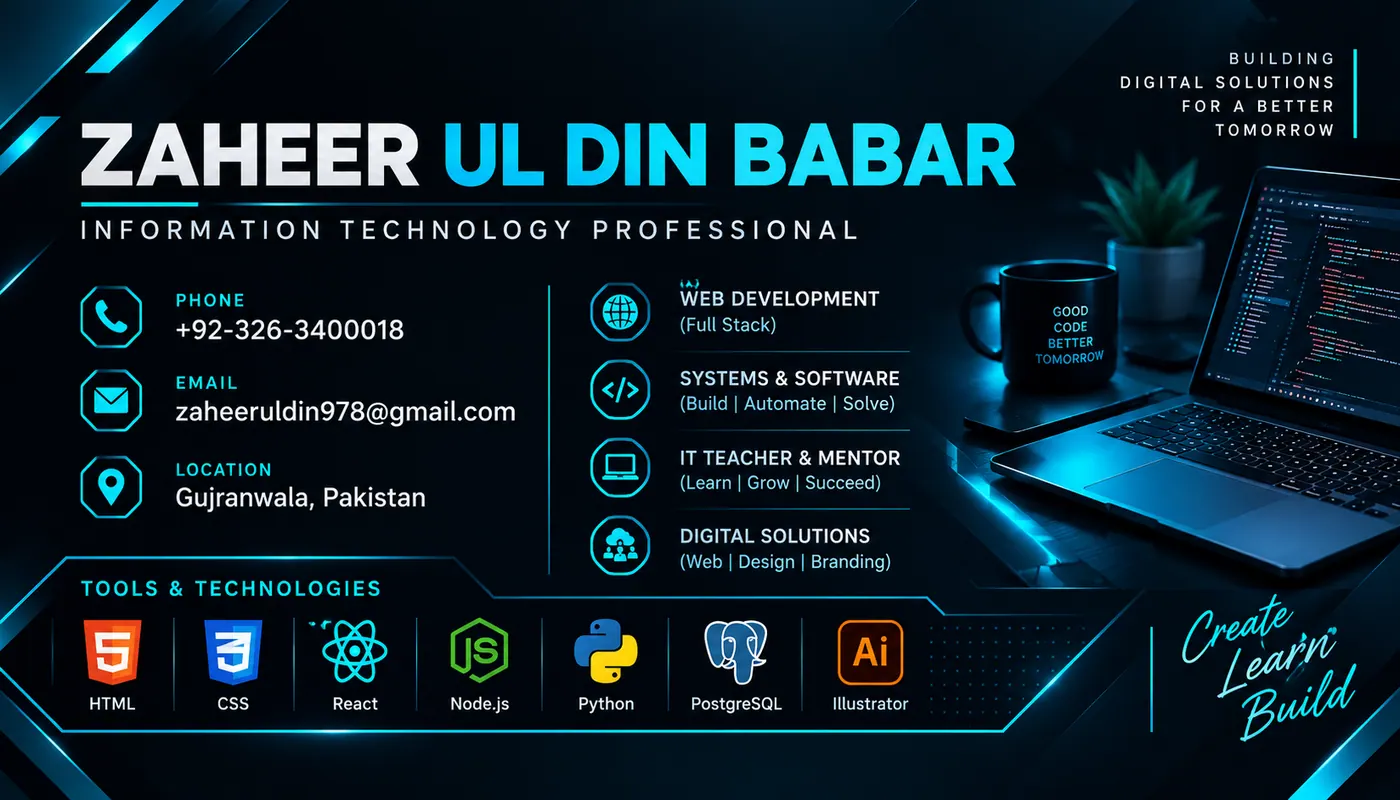 BUILDING
DIGITAL SOLUTIONS
FOR A BETTER
TOMORROW
ZAHEER UL DIN BABAR
INFORMATION TECHNOLOGY PROFESSIONAL
PHONE
+92-326-3400018
EMAIL
zaheeruldin978@gmail.com
LOCATION
Gujranwala, Pakistan
WEB DEVELOPMENT
(Full Stack)
SYSTEMS & SOFTWARE
(Build | Automate | Solve)
IT TEACHER & MENTOR
(Learn | Grow | Succeed)
DIGITAL SOLUTIONS
(Web | Design | Branding)
GOOD
CODE
BETTER
TOMORROW
TOOLS & TECHNOLOGIES
5
3
JS
Ai
HTML
CSS
React
Node.js
Python
PostgreSQL
Illustrator
Create
Learn
Build